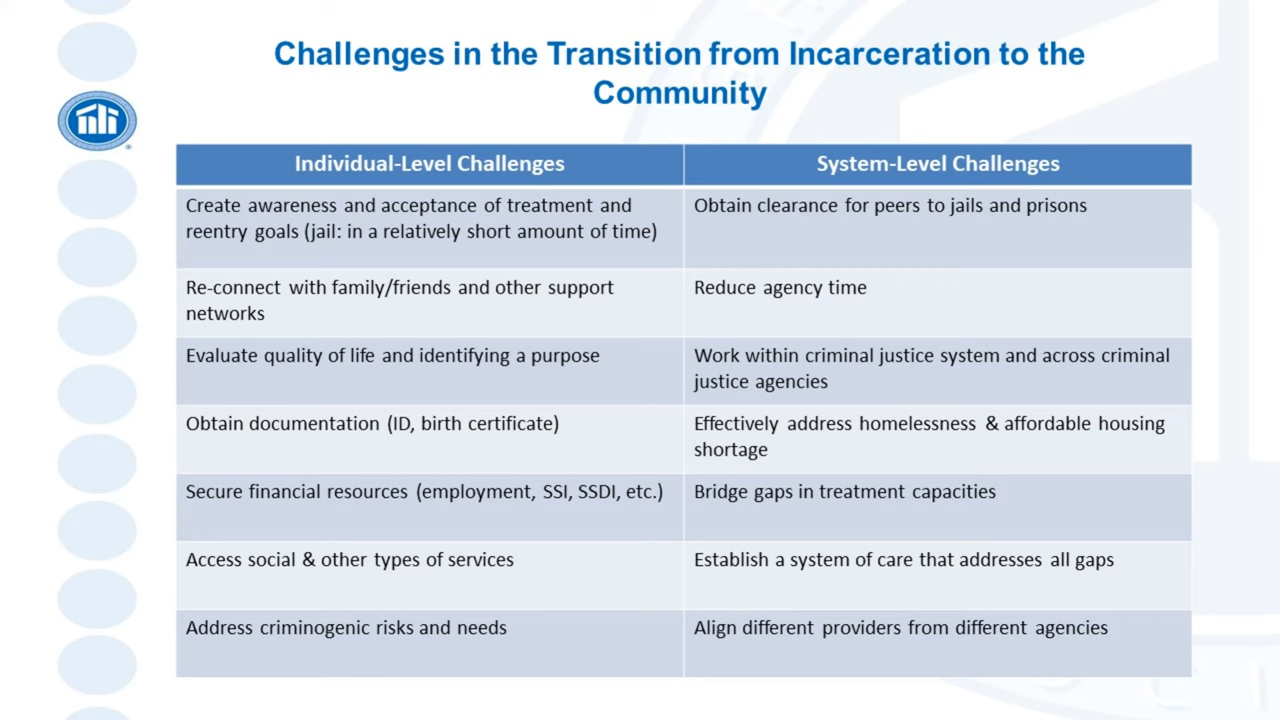 Challenges in the Transition from Incarceration to the
Community
Individual-Level Challenges
System-Level Challenges
Create awareness and acceptance of treatment and
reentry goals (jail: in a relatively short amount of time)
Obtain clearance for peers to jails and prisons
Re-connect with family/friends and other support
networks
Reduce agency time
Evaluate quality of life and identifying a purpose
Work within criminal justice system and across criminal
justice agencies
Obtain documentation (ID, birth certificate)
Effectively address homelessness & affordable housing
shortage
Secure financial resources (employment, SSI, SSDI, etc.)
Bridge gaps in treatment capacities
Access social & other types of services
Establish a system of care that addresses all gaps
Address criminogenic risks and needs
Align different providers from different agencies